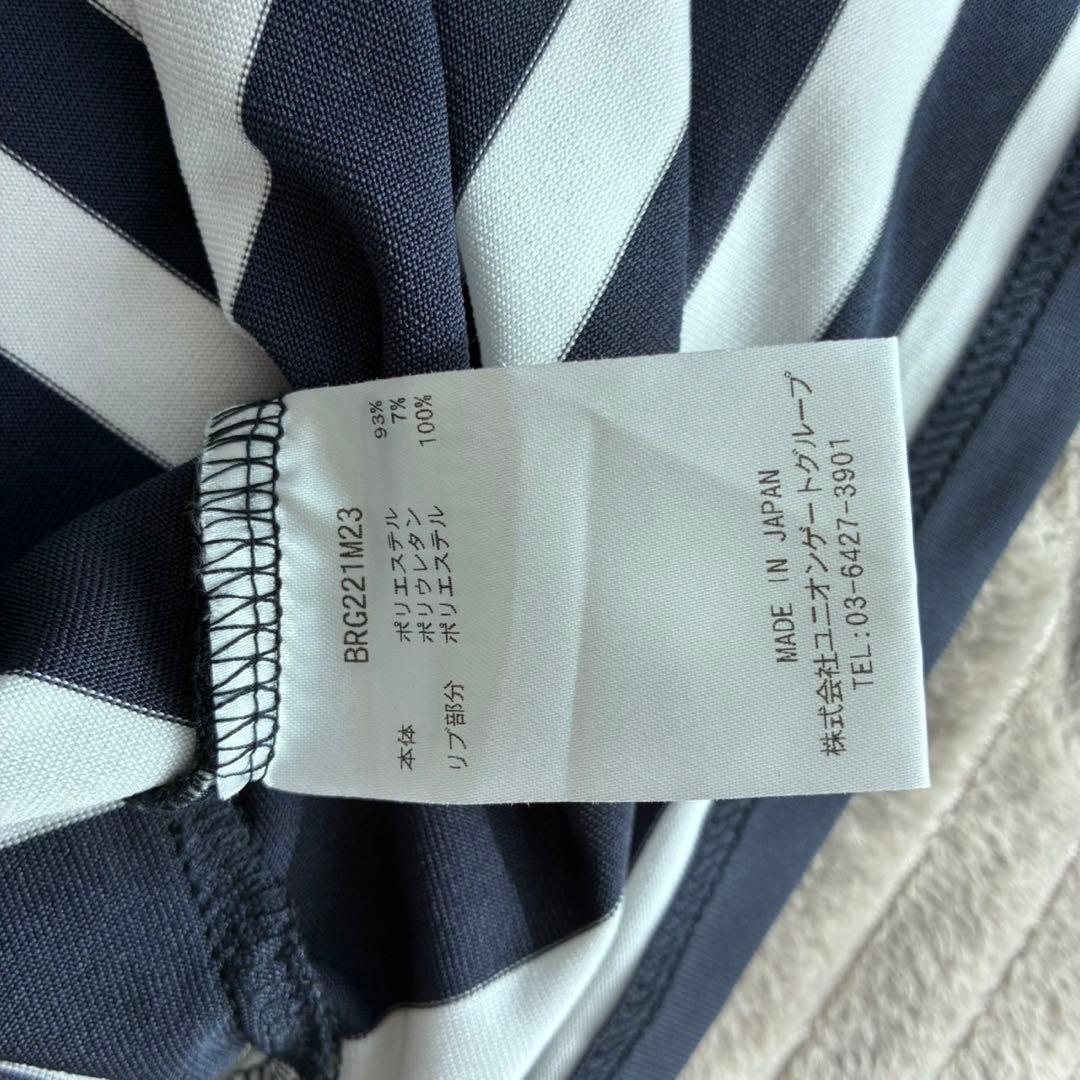 BRG221M23
本体 ポリエステル 93%
ポリウレタン 7%
リブ部分 ポリエステル 100%
MADE IN JAPAN
株式会社ユニオンゲートグループ
TEL:03-6427-3901